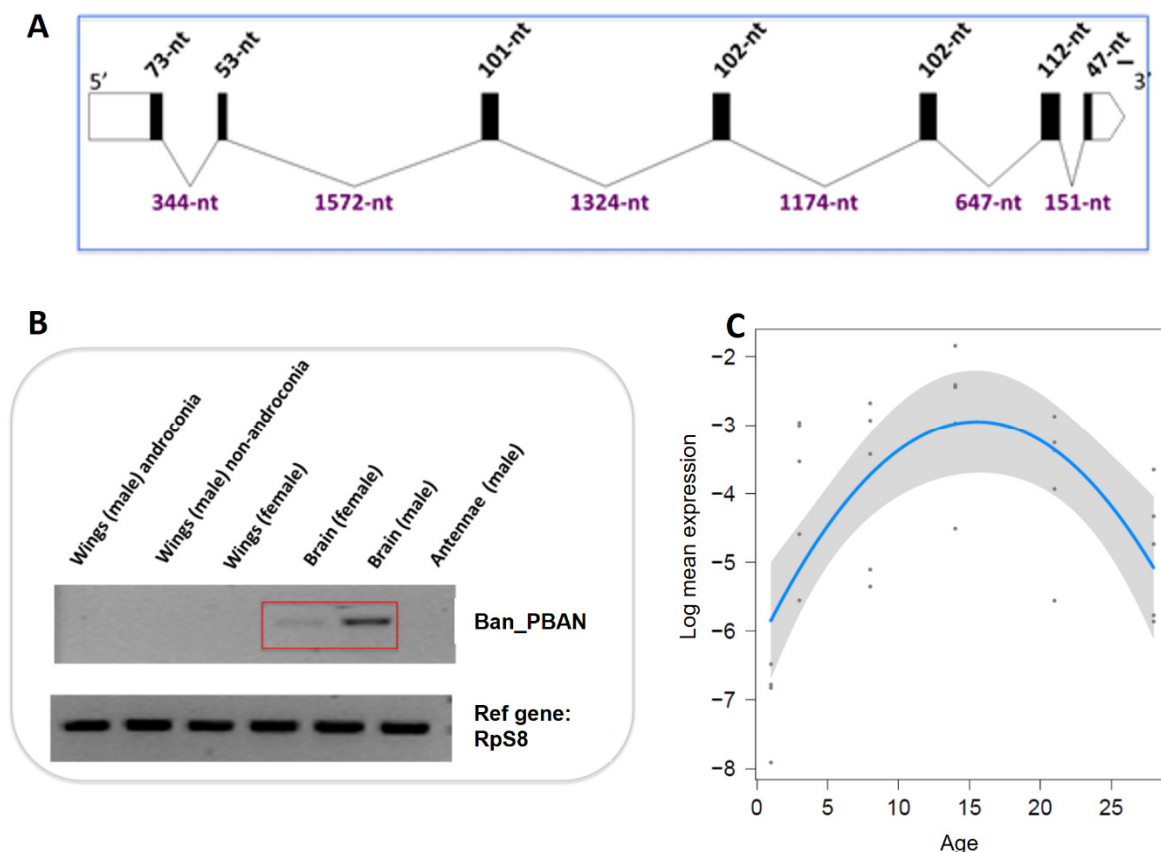 A
5′
73-nt
53-nt
101-nt
102-nt
102-nt
112-nt
47-nt
3′
344-nt
1572-nt
1324-nt
1174-nt
647-nt
151-nt
B
Wings (male) androconia
Wings (male) non-androconia
Wings (female)
Brain (female)
Brain (male)
Antennae (male)
Ban_PBAN
Ref gene:
RpS8
C
Log mean expression
−2
−3
−4
−5
−6
−7
−8
0 5 10 15 20 25
Age